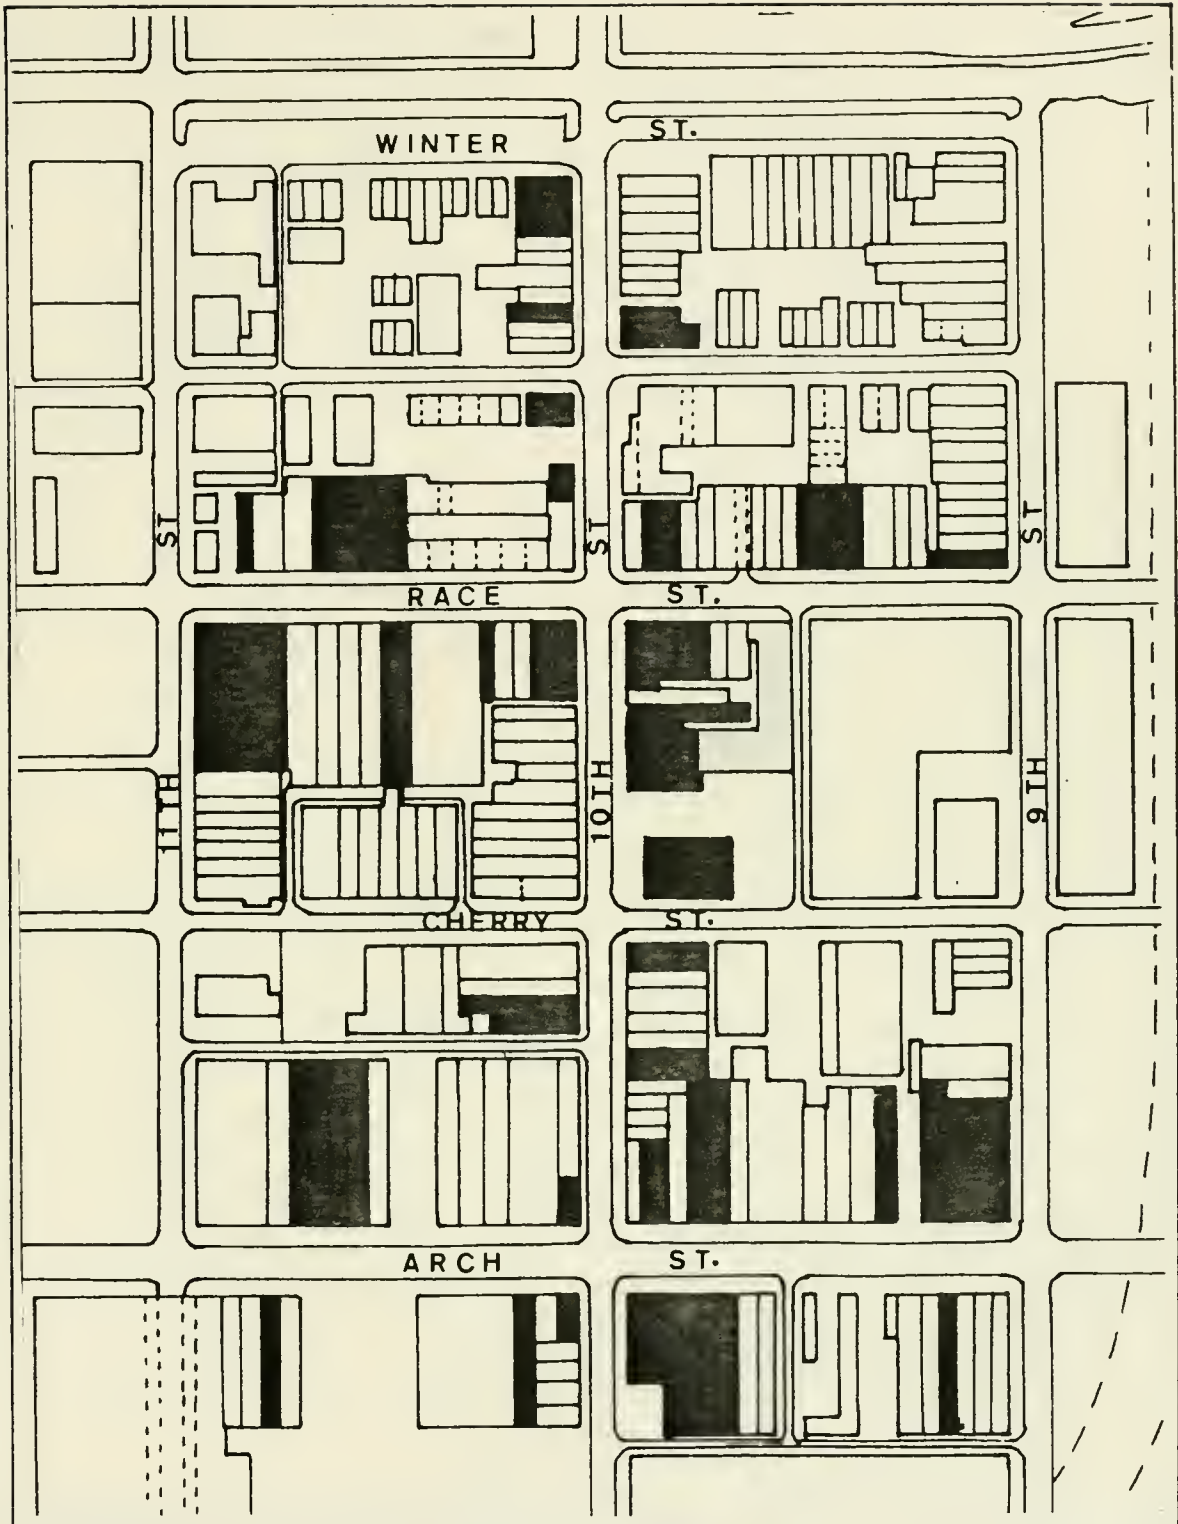 WINTER ST.
RACE ST.
CHERRY ST.
ARCH ST.
11TH ST
10TH ST
9TH ST